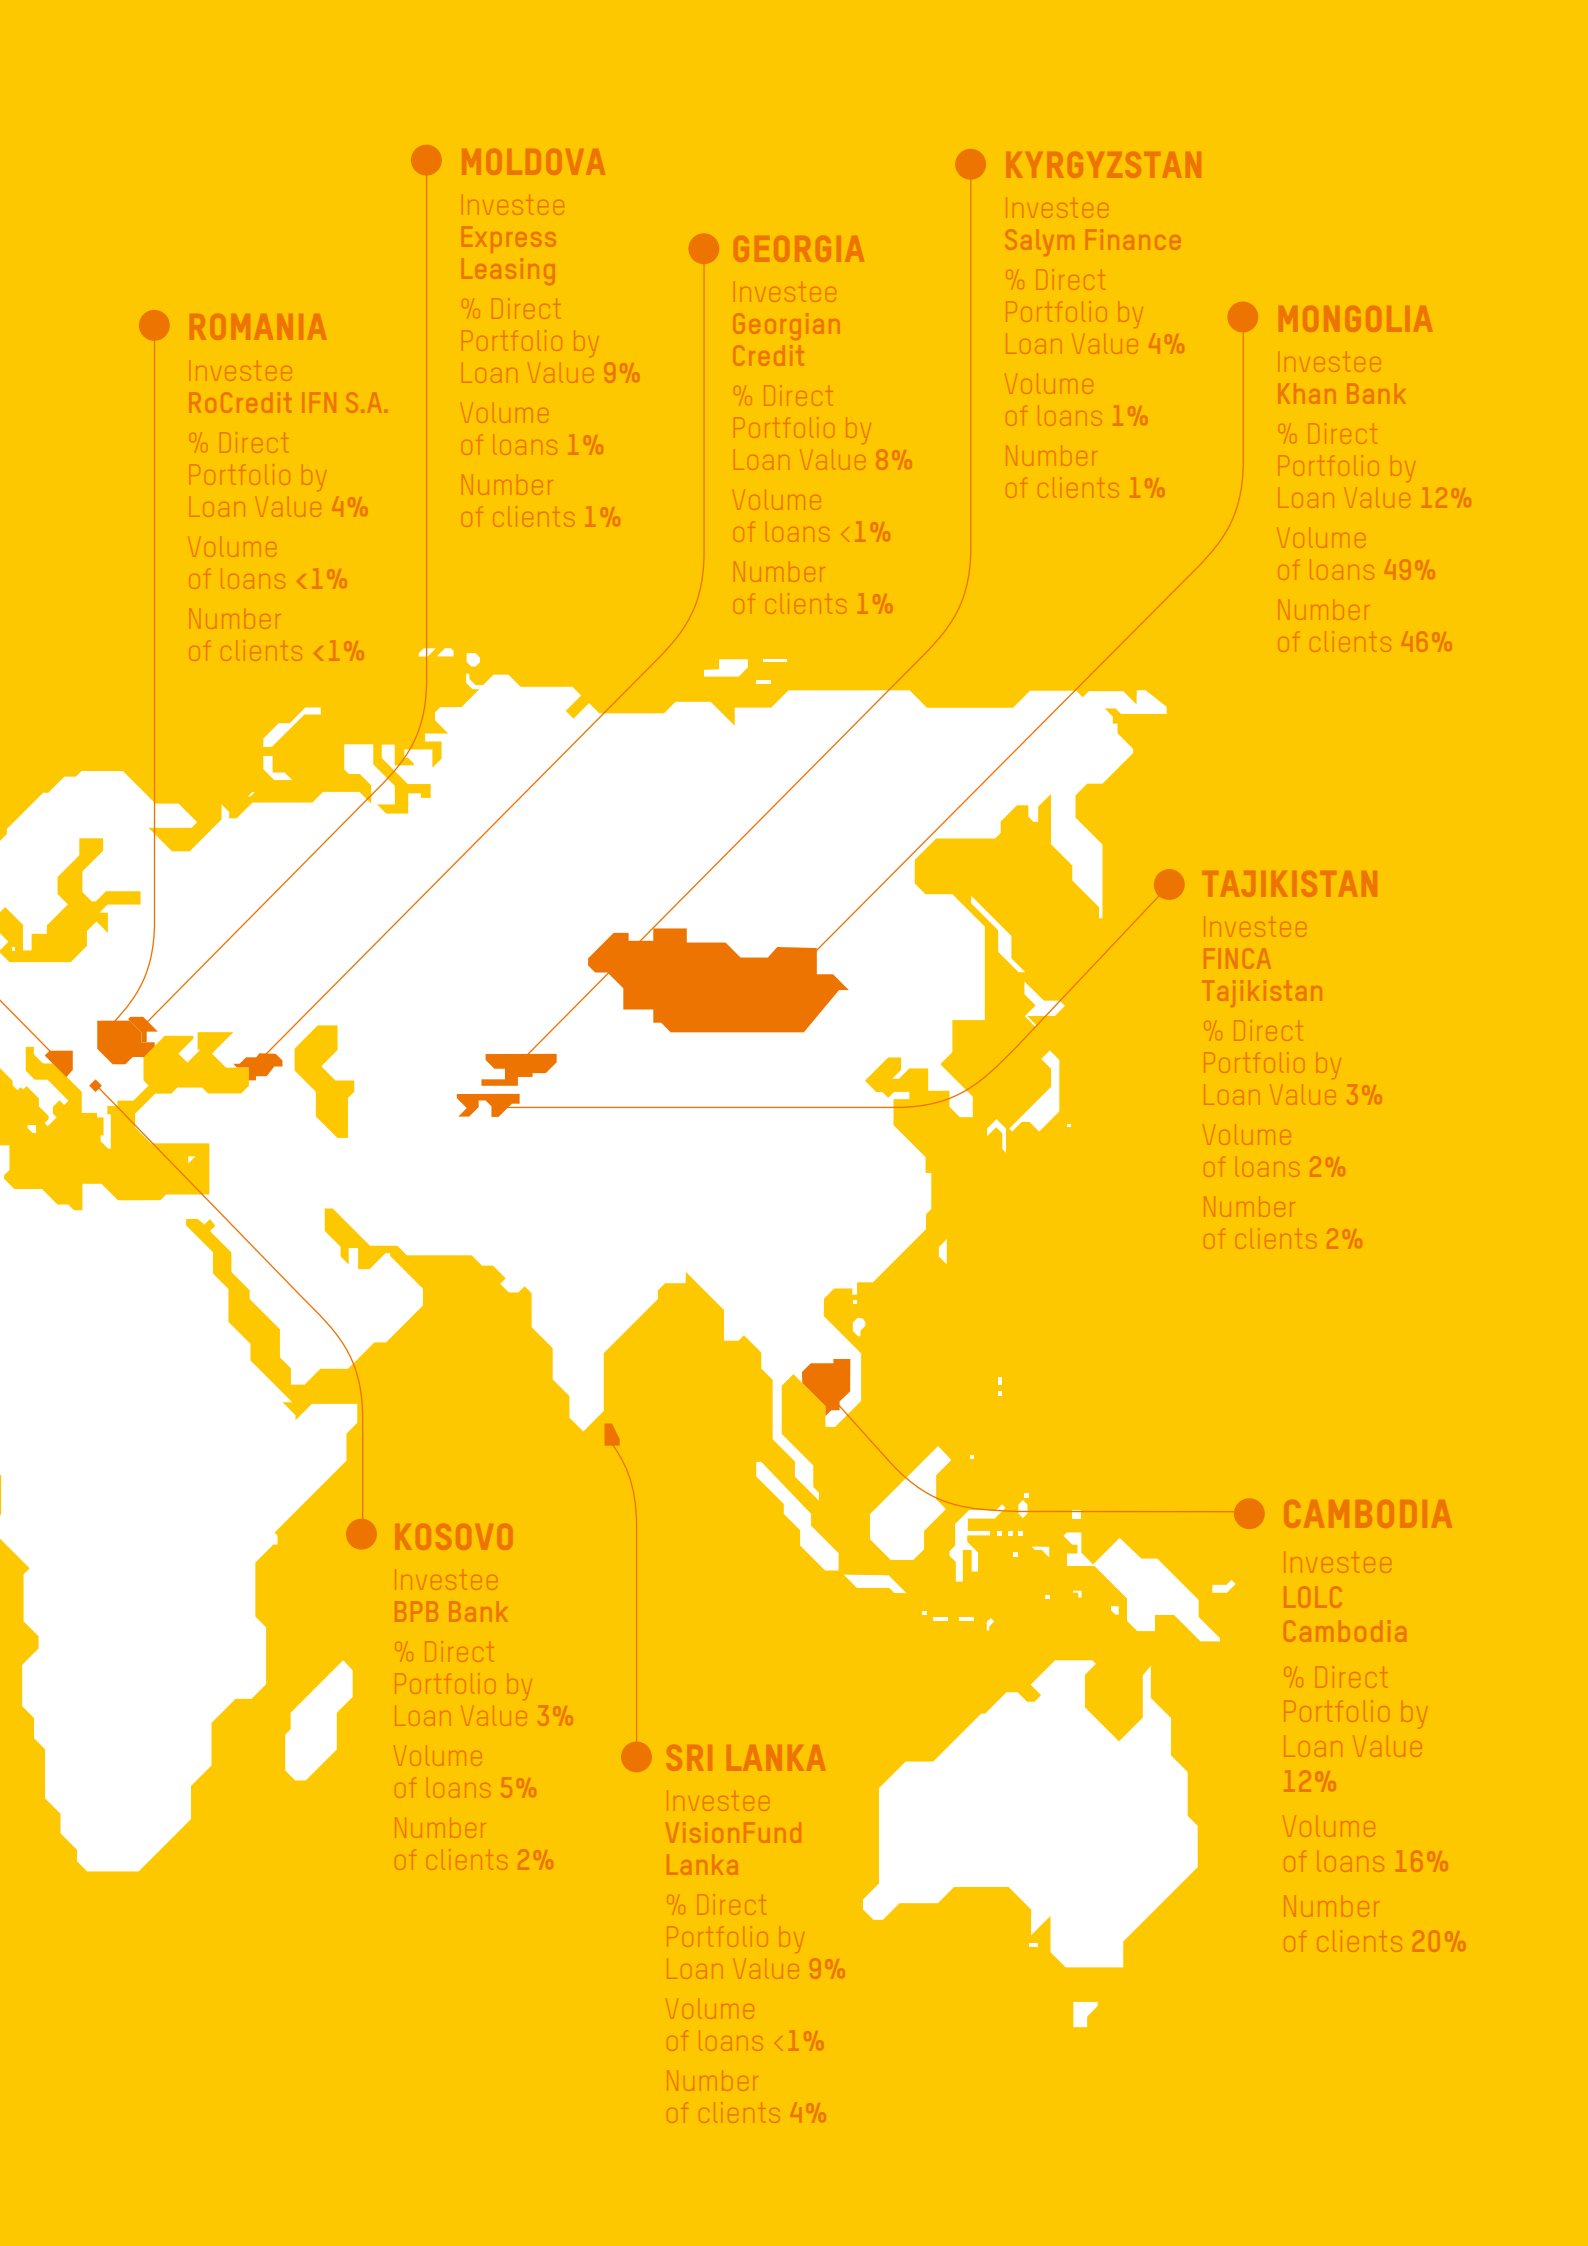 MOLDOVA
Investee
Express
Leasing
% Direct
Portfolio by
Loan Value 9%
Volume
of loans 1%
Number
of clients 1%
KYRGYZSTAN
Investee
Salym Finance
% Direct
Portfolio by
Loan Value 4%
Volume
of loans 1%
Number
of clients 1%
GEORGIA
Investee
Georgian
Credit
% Direct
Portfolio by
Loan Value 8%
Volume
of loans <1%
Number
of clients 1%
ROMANIA
Investee
RoCredit IFN S.A.
% Direct
Portfolio by
Loan Value 4%
Volume
of loans <1%
Number
of clients <1%
MONGOLIA
Investee
Khan Bank
% Direct
Portfolio by
Loan Value 12%
Volume
of loans 49%
Number
of clients 46%
TAJIKISTAN
Investee
FINCA
Tajikistan
% Direct
Portfolio by
Loan Value 3%
Volume
of loans 2%
Number
of clients 2%
CAMBODIA
Investee
LOLC
Cambodia
% Direct
Portfolio by
Loan Value
12%
Volume
of loans 16%
Number
of clients 20%
KOSOVO
Investee
BPB Bank
% Direct
Portfolio by
Loan Value 3%
Volume
of loans 5%
Number
of clients 2%
SRI LANKA
Investee
VisionFund
Lanka
% Direct
Portfolio by
Loan Value 9%
Volume
of loans <1%
Number
of clients 4%